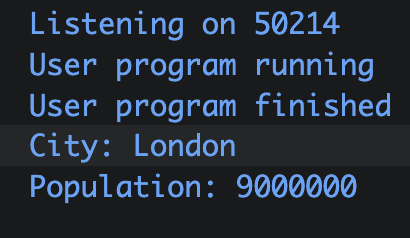 Listening on 50214
User program running
User program finished
City: London
Population: 9000000